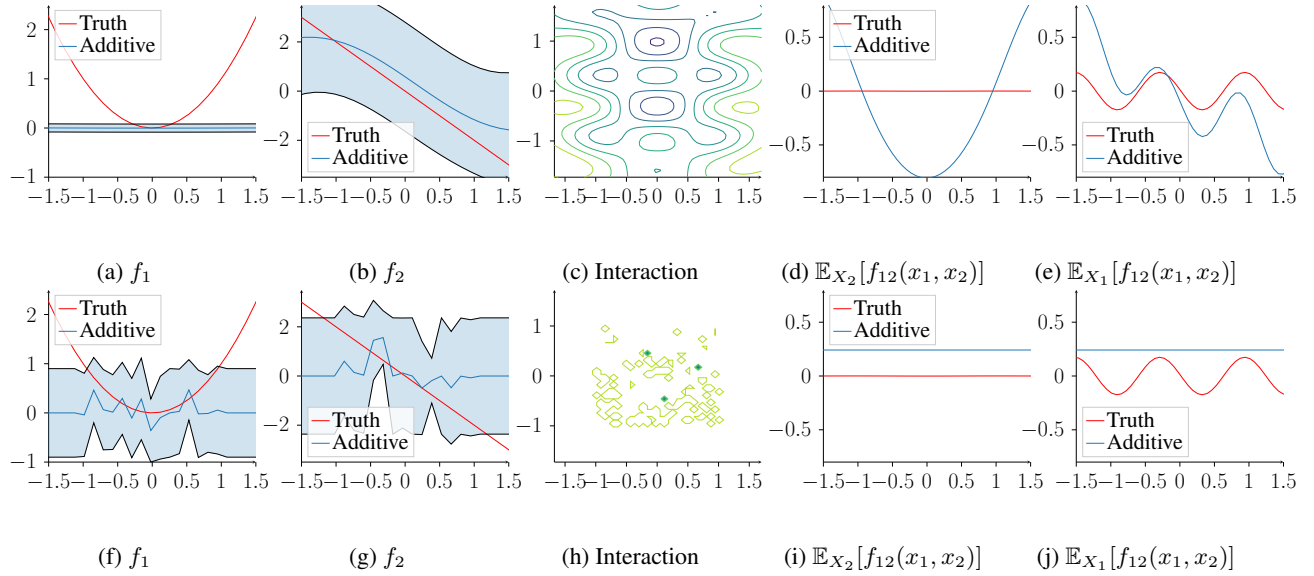 2
1
0
−1
Truth
Additive
−1.5 −1 −0.5 0 0.5 1 1.5
2
0
−2
Truth
Additive
−1.5 −1 −0.5 0 0.5 1 1.5
1
0
−1
−1.5 −1 −0.5 0 0.5 1 1.5
0.5
0
−0.5
Truth
Additive
−1.5 −1 −0.5 0 0.5 1 1.5
0.5
0
−0.5
Truth
Additive
−1.5 −1 −0.5 0 0.5 1 1.5
(a) f₁
(b) f₂
(c) Interaction
(d) 𝔼_{X₂}[f₁₂(x₁, x₂)]
(e) 𝔼_{X₁}[f₁₂(x₁, x₂)]
2
1
0
−1
Truth
Additive
−1.5 −1 −0.5 0 0.5 1 1.5
2
0
−2
Truth
Additive
−1.5 −1 −0.5 0 0.5 1 1.5
1
0
−1
−1.5 −1 −0.5 0 0.5 1 1.5
0.5
0
−0.5
Truth
Additive
−1.5 −1 −0.5 0 0.5 1 1.5
0.5
0
−0.5
Truth
Additive
−1.5 −1 −0.5 0 0.5 1 1.5
(f) f₁
(g) f₂
(h) Interaction
(i) 𝔼_{X₂}[f₁₂(x₁, x₂)]
(j) 𝔼_{X₁}[f₁₂(x₁, x₂)]